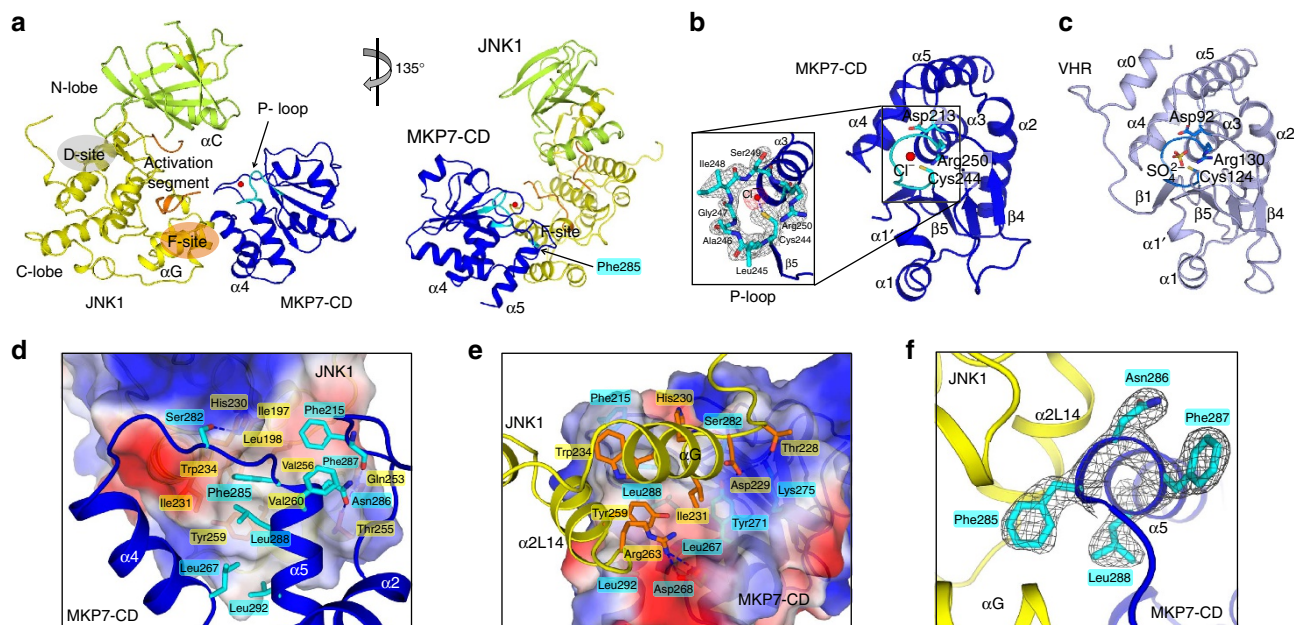 a
N-lobe
D-site
Activation
segment
αC
P- loop
F-site
αG
C-lobe
JNK1
α4
MKP7-CD
135°
JNK1
MKP7-CD
F-site
Phe285
α4
α5
b
MKP7-CD
α5
α4
Asp213
α3
α2
Arg250
Cl⁻
Cys244
β4
β5
α1′
α1
α3
Ser249
Ile248
Cl⁻
Gly247
Arg250
Ala246
Cys244
Leu245
β5
P-loop
c
VHR
α0
α5
α4
Asp92
α3
α2
Arg130
SO₄²⁻
Cys124
β1
β5
β4
α1′
α1
d
JNK1
His230
Ser282
Ile197
Phe215
Leu198
Trp234
Val256
Phe287
Gln253
Phe285
Ile231
Val260
Asn286
Tyr259
Leu288
Thr255
α4
Leu267
α5
α2
Leu292
MKP7-CD
e
JNK1
Phe215
His230
Ser282
Trp234
αG
Thr228
Leu288
Asp229
Lys275
Tyr259
Ile231
Tyr271
α2L14
Arg263
Leu267
Leu292
Asp268
MKP7-CD
f
JNK1
Asn286
α2L14
Phe287
Phe285
α5
Leu288
αG
MKP7-CD